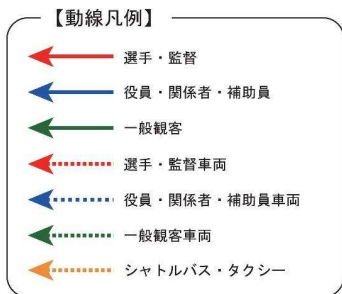 【動線凡例】
選手・監督
役員・関係者・補助員
一般観客
選手・監督車両
役員・関係者・補助員車両
一般観客車両
シャトルバス・タクシー